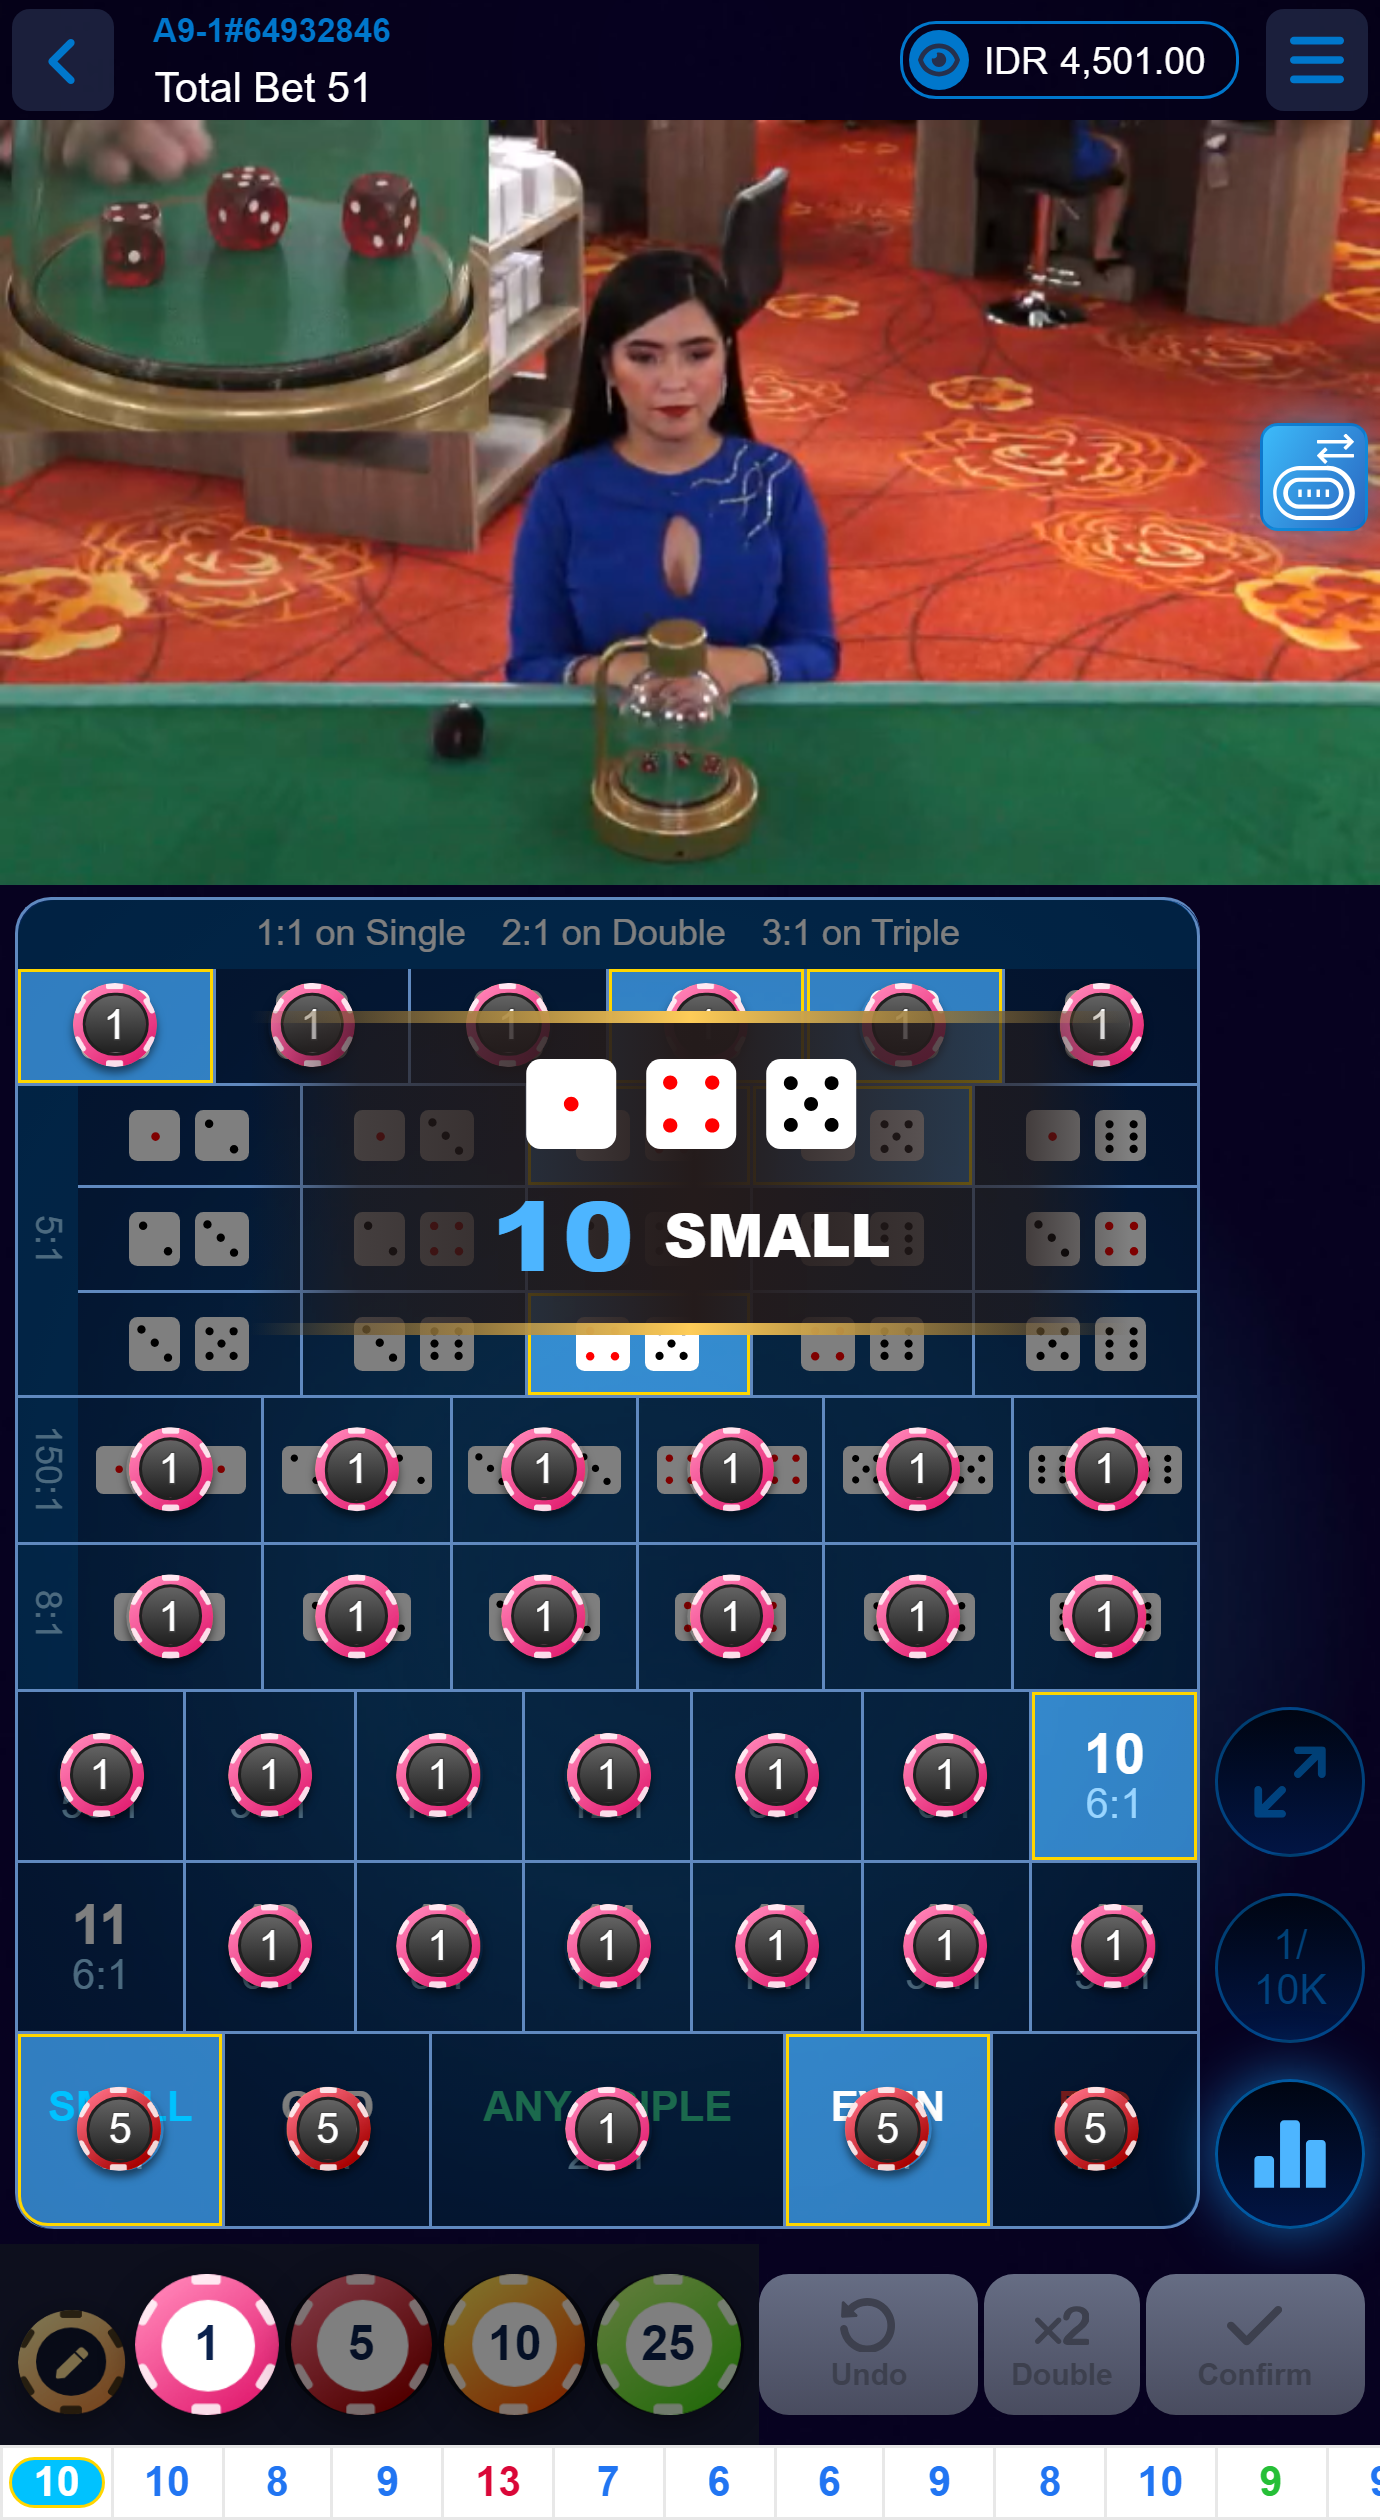 A9-1#64932846
Total Bet 51
IDR 4,501.00
1:1 on Single 2:1 on Double 3:1 on Triple
1 1 1 1 1 1
10 SMALL
5:1
150:1
1 1 1 1 1 1
8:1
1 1 1 1 1 1
1 1 1 1 1 1 10
6:1
11 1 1 1 1 1 1
6:1
5 5 1 5 5
1/
10K
1 5 10 25
Undo
x2
Double
Confirm
10 10 8 9 13 7 6 6 9 8 10 9